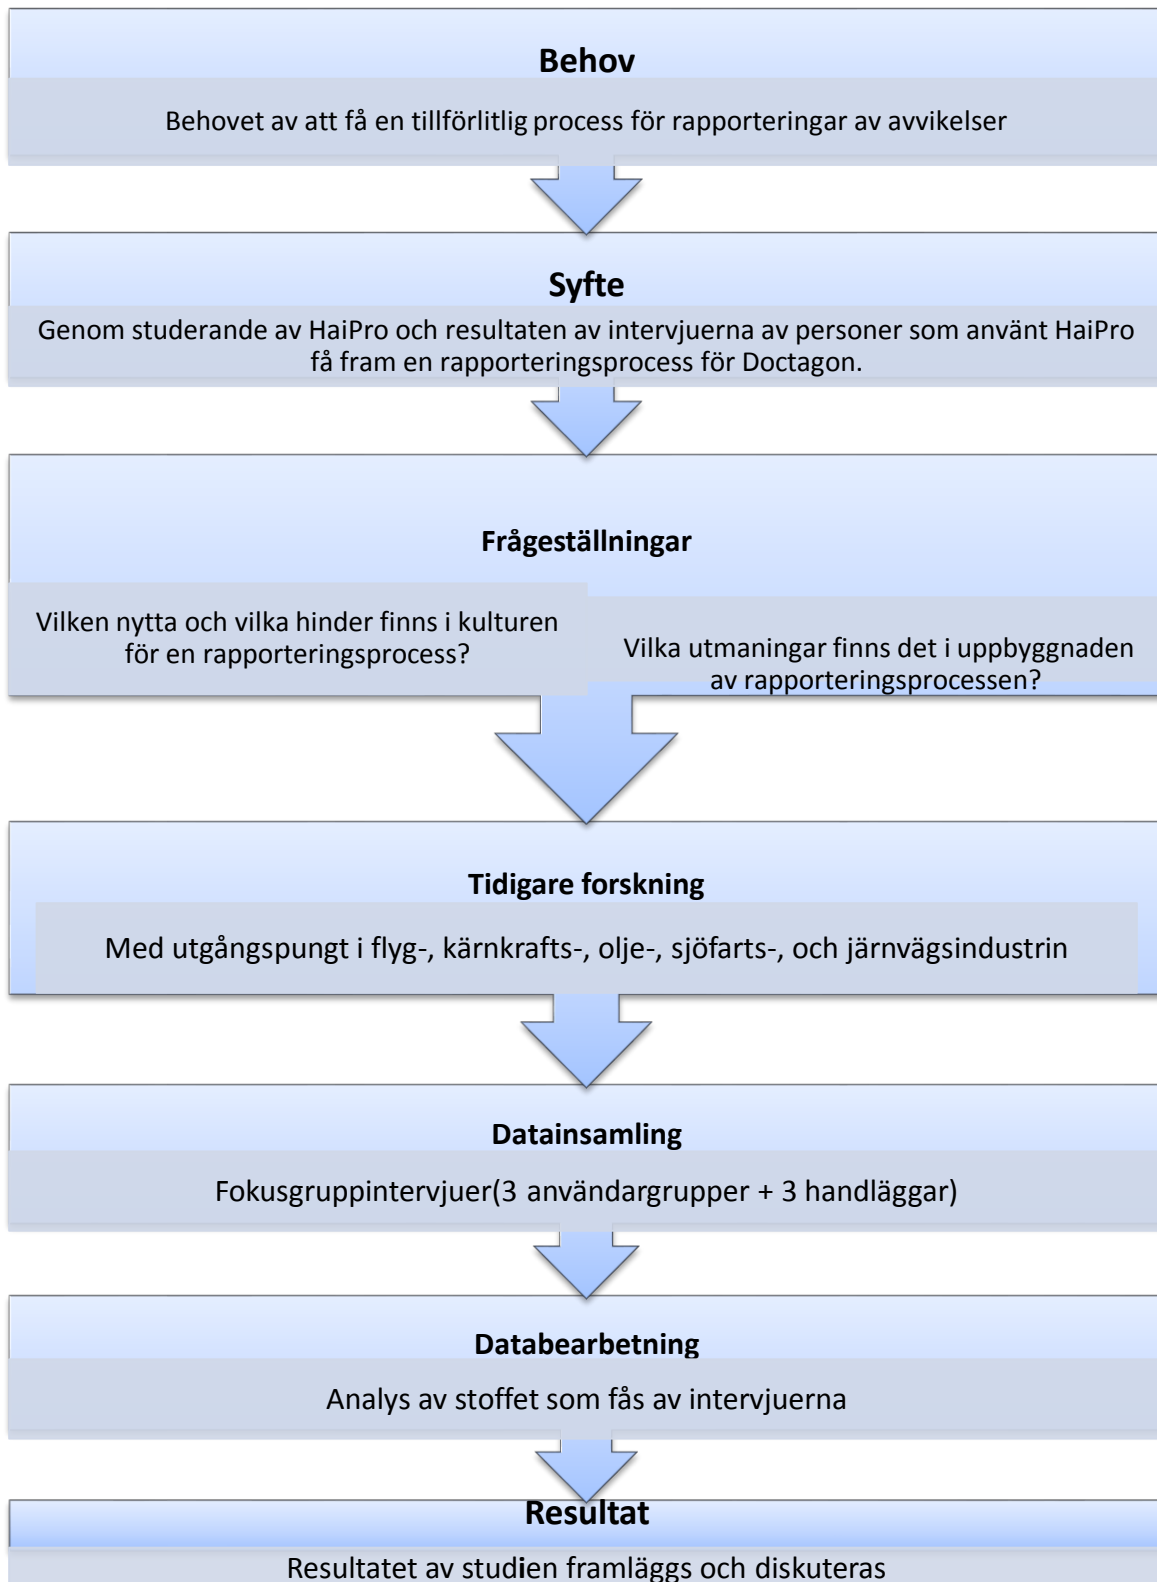 Behov
Behovet av att få en tillförlitlig process för rapporteringar av avvikelser
Syfte
Genom studerande av HaiPro och resultaten av intervjuerna av personer som använt HaiPro
få fram en rapporteringsprocess för Doctagon.
Frågeställningar
Vilken nytta och vilka hinder finns i kulturen
för en rapporteringsprocess?
Vilka utmaningar finns det i uppbyggnaden
av rapporteringsprocessen?
Tidigare forskning
Med utgångspungt i flyg-, kärnkrafts-, olje-, sjöfarts-, och järnvägsindustrin
Datainsamling
Fokusgruppintervjuer(3 användargrupper + 3 handläggar)
Databearbetning
Analys av stoffet som fås av intervjuerna
Resultat
Resultatet av studien framläggs och diskuteras